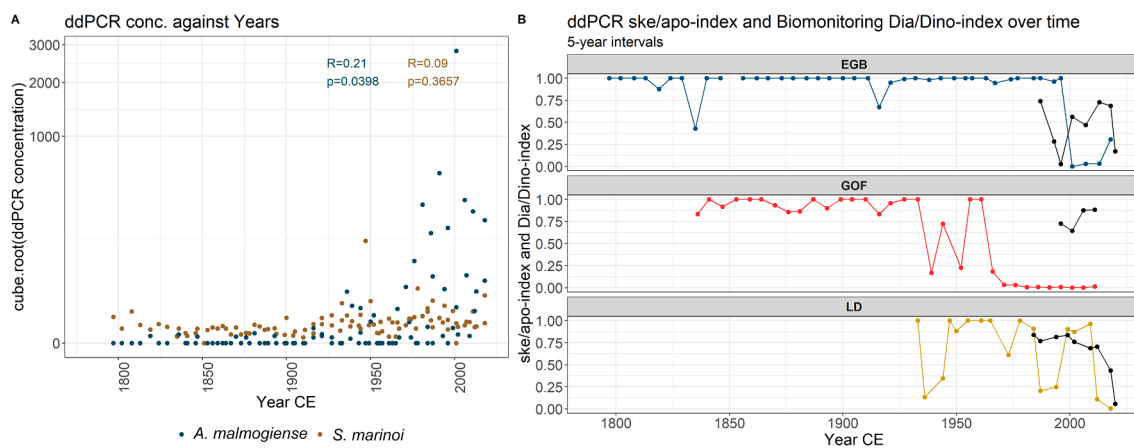 A
ddPCR conc. against Years
3000
2000
1000
0
cube.root(ddPCR concentration)
R=0.21
p=0.0398
R=0.09
p=0.3657
1800
1850
1900
1950
2000
Year CE
A. malmogiense
S. marinoi
B
ddPCR ske/apo-index and Biomonitoring Dia/Dino-index over time
5-year intervals
ske/apo-index and Dia/Dino-index
EGB
1.00
0.75
0.50
0.25
0.00
GOF
1.00
0.75
0.50
0.25
0.00
LD
1.00
0.75
0.50
0.25
0.00
1800
1850
1900
1950
2000
Year CE